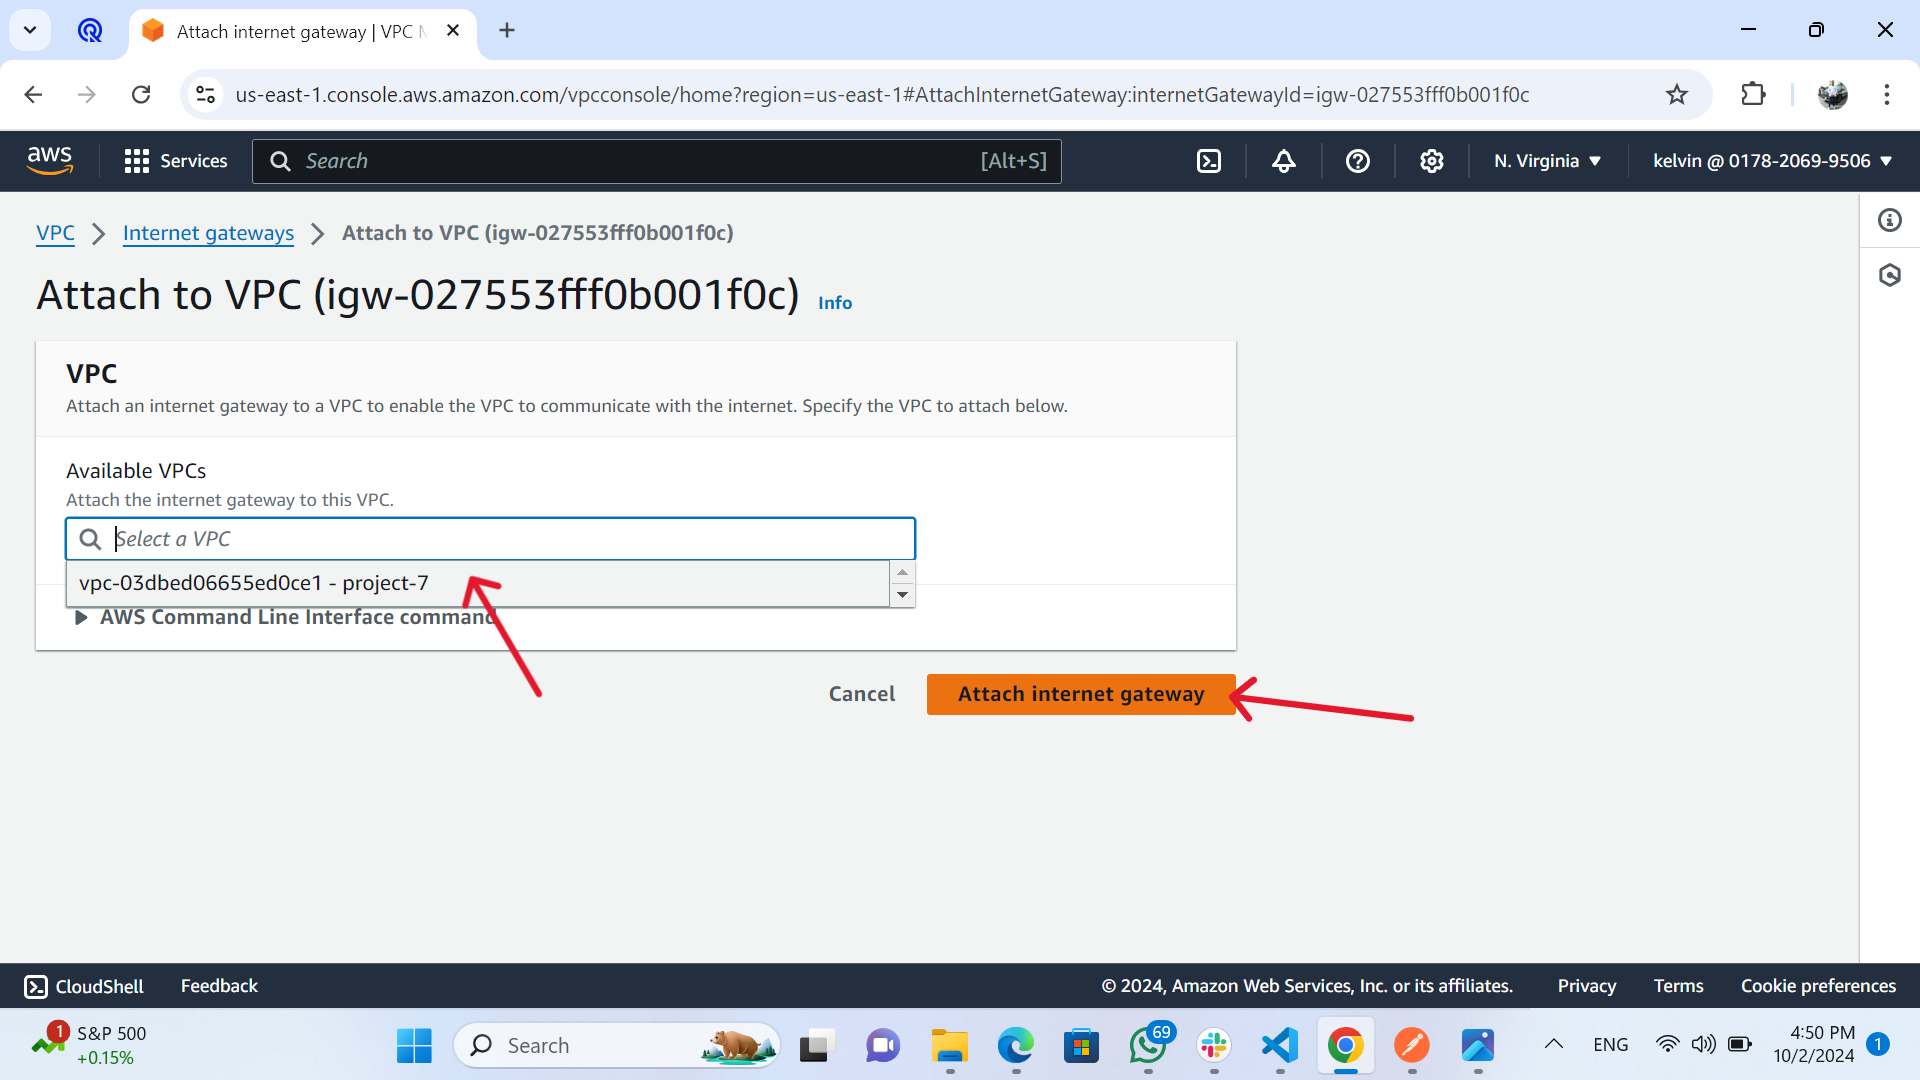 Attach internet gateway | VPC
us-east-1.console.aws.amazon.com/vpcconsole/home?region=us-east-1#AttachInternetGateway:internetGatewayId=igw-027553fff0b001f0c
aws
Services
Search
[Alt+S]
N. Virginia
kelvin @ 0178-2069-9506
VPC
Internet gateways
Attach to VPC (igw-027553fff0b001f0c)
Attach to VPC (igw-027553fff0b001f0c) Info
VPC
Attach an internet gateway to a VPC to enable the VPC to communicate with the internet. Specify the VPC to attach below.
Available VPCs
Attach the internet gateway to this VPC.
Select a VPC
vpc-03dbed06655ed0ce1 - project-7
AWS Command Line Interface command
Cancel
Attach internet gateway
CloudShell
Feedback
© 2024, Amazon Web Services, Inc. or its affiliates.
Privacy
Terms
Cookie preferences
1
S&P 500
+0.15%
Search
69
ENG
4:50 PM
10/2/2024
1